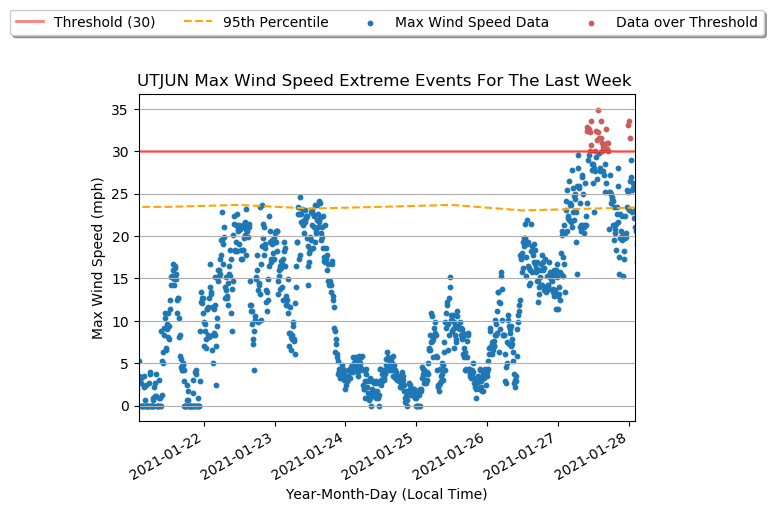 Threshold (30) 95th Percentile Max Wind Speed Data Data over Threshold
UTJUN Max Wind Speed Extreme Events For The Last Week
35
30
25
20
15
10
5
0
Max Wind Speed (mph)
2021-01-22 2021-01-23 2021-01-24 2021-01-25 2021-01-26 2021-01-27 2021-01-28
Year-Month-Day (Local Time)